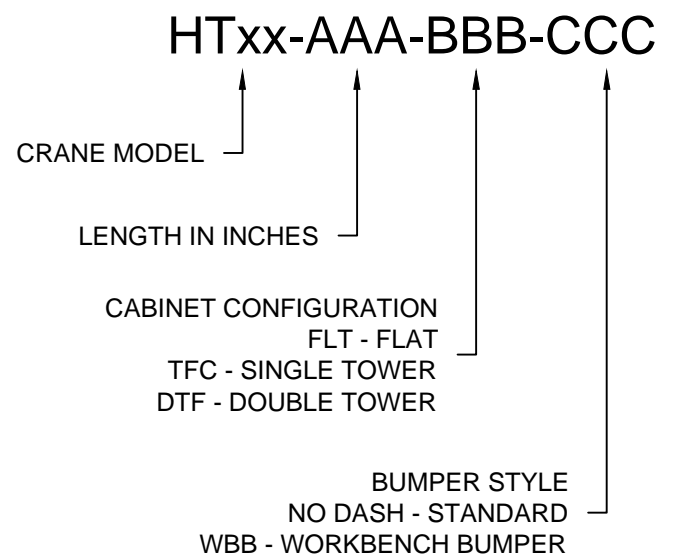 HTxx-AAA-BBB-CCC
CRANE MODEL
LENGTH IN INCHES
CABINET CONFIGURATION
FLT - FLAT
TFC - SINGLE TOWER
DTF - DOUBLE TOWER
BUMPER STYLE
NO DASH - STANDARD
WBB - WORKBENCH BUMPER